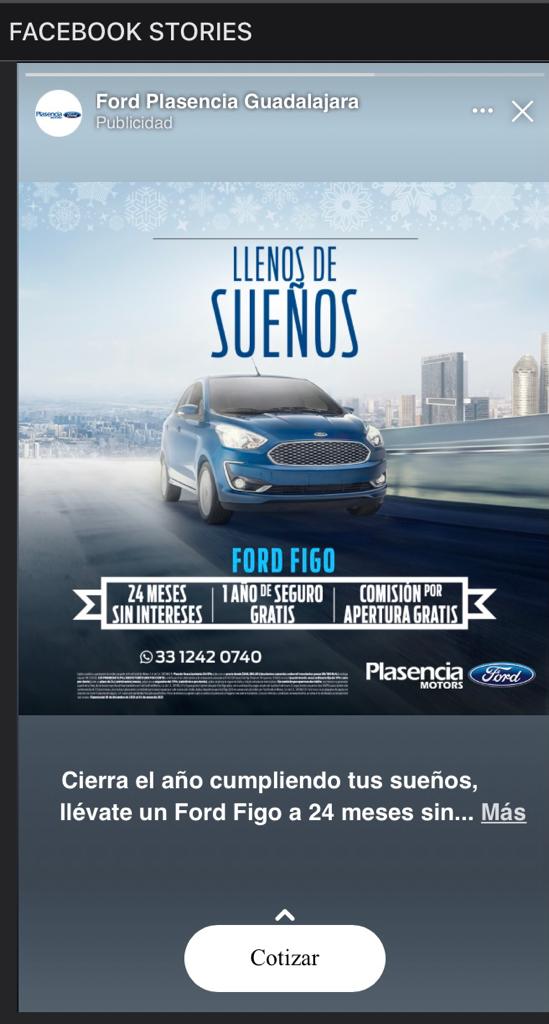 FACEBOOK STORIES
Plasencia Ford
Ford Plasencia Guadalajara
Publicidad
LLENOS DE
SUEÑOS
FORD FIGO
24 MESES
SIN INTERESES
1 AÑO DE SEGURO
GRATIS
COMISIÓN POR
APERTURA GRATIS
33 1242 0740
Plasencia
MOTORS
Ford
Cierra el año cumpliendo tus sueños,
llévate un Ford Figo a 24 meses sin... Más
Cotizar